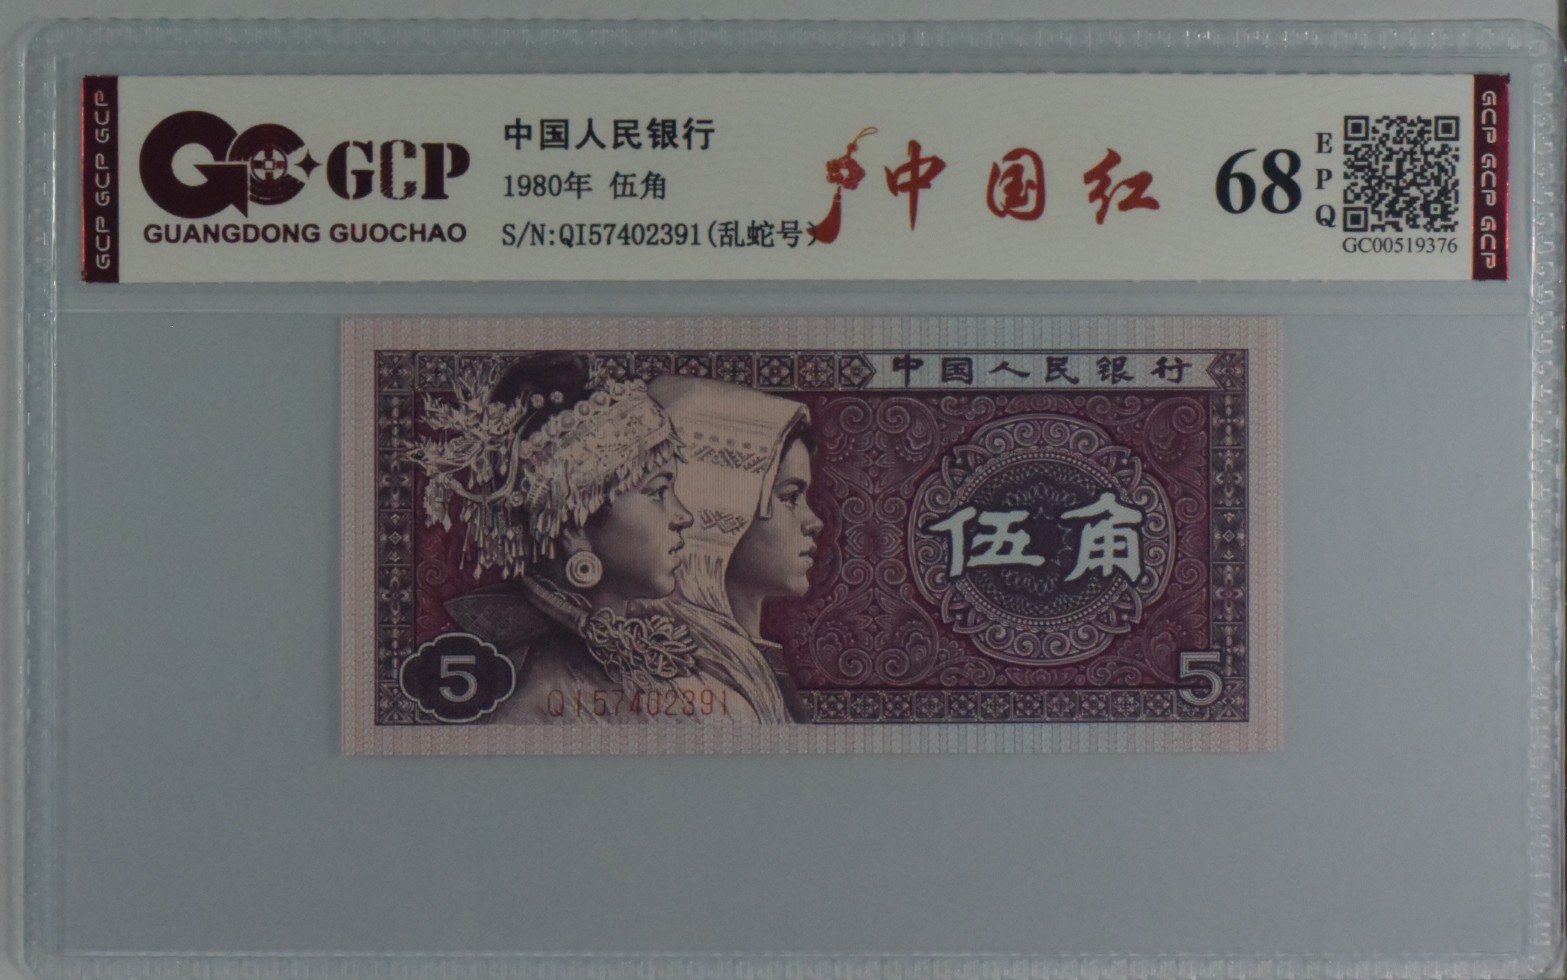 GCP GCP GCP
GCP
GUANGDONG GUOCHAO
中国人民银行
1980年 伍角
S/N:QI57402391(乱蛇号)
中国红
68
EPQ
GC00519376
GCP GCP GCP
中国人民银行
伍角
5
QI57402391
5